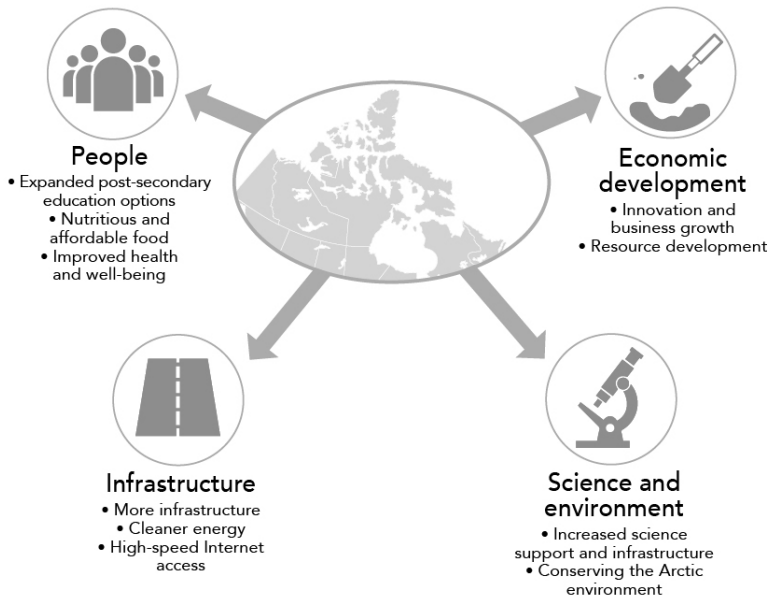 People
• Expanded post-secondary
education options
• Nutritious and
affordable food
• Improved health
and well-being
Economic
development
• Innovation and
business growth
• Resource development
Infrastructure
• More infrastructure
• Cleaner energy
• High-speed Internet
access
Science and
environment
• Increased science
support and infrastructure
• Conserving the Arctic
environment